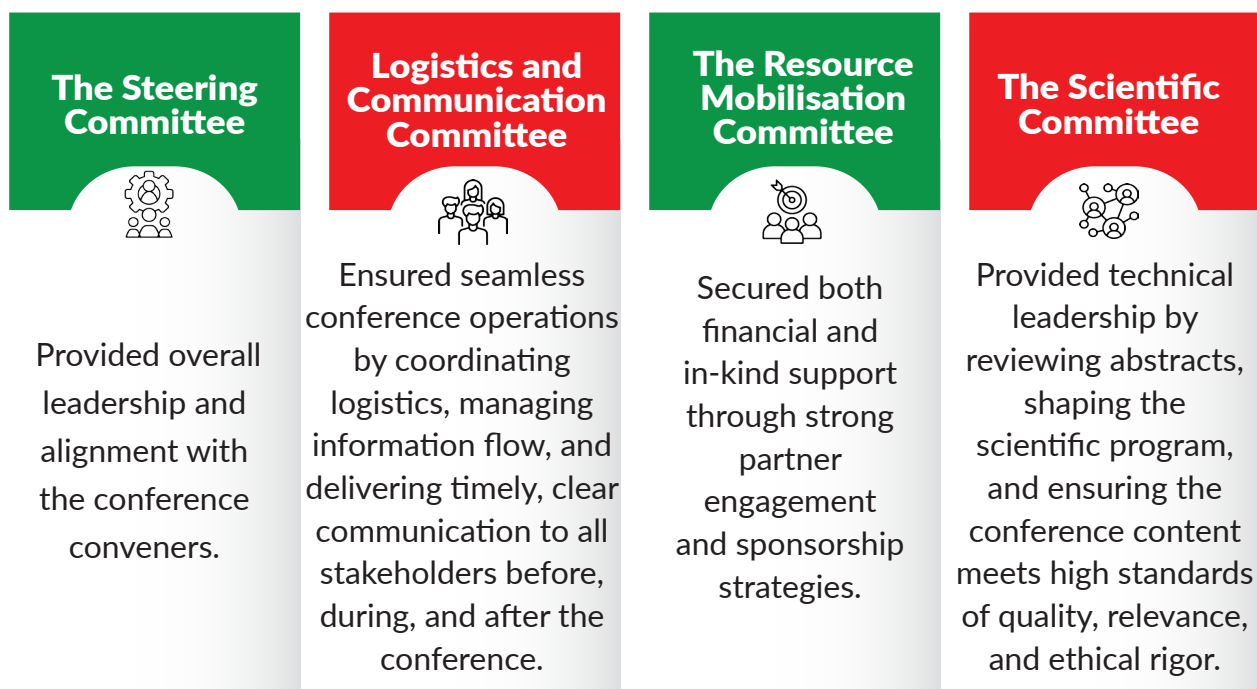 The Steering
Committee
Provided overall
leadership and
alignment with
the conference
conveners.
Logistics and
Communication
Committee
Ensured seamless
conference operations
by coordinating
logistics, managing
information flow, and
delivering timely, clear
communication to all
stakeholders before,
during, and after the
conference.
The Resource
Mobilisation
Committee
Secured both
financial and
in-kind support
through strong
partner
engagement
and sponsorship
strategies.
The Scientific
Committee
Provided technical
leadership by
reviewing abstracts,
shaping the
scientific program,
and ensuring the
conference content
meets high standards
of quality, relevance,
and ethical rigor.